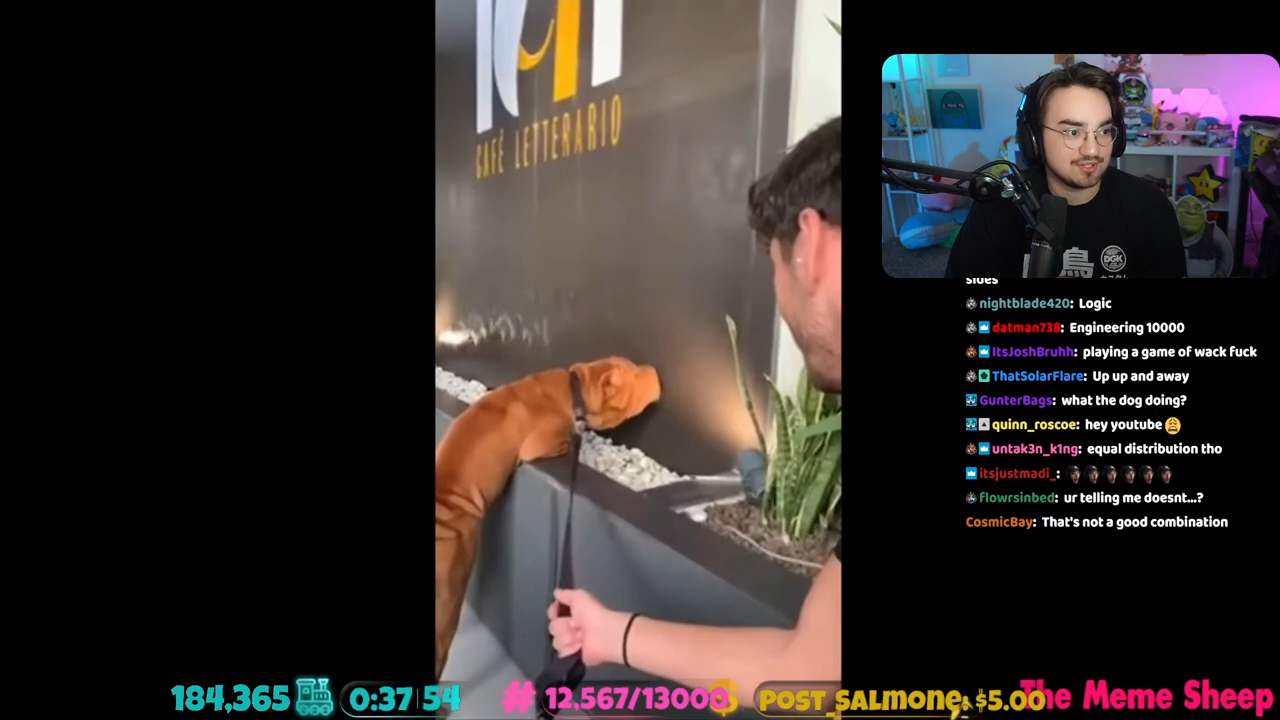 CAFÉ LETTERARIO
DGK
sides
nightblade420: Logic
datman738: Engineering 10000
ItsJoshBruhh: playing a game of wack fuck
ThatSolarFlare: Up up and away
GunterBags: what the dog doing?
quinn_roscoe: hey youtube 😩
untak3n_k1ng: equal distribution tho
itsjustmadi_:
flowrsinbed: ur telling me doesnt...?
CosmicBay: That's not a good combination
184,365
0:37 54
# 12,567/13000
POST_SALMONE: $5.00
The Meme Sheep